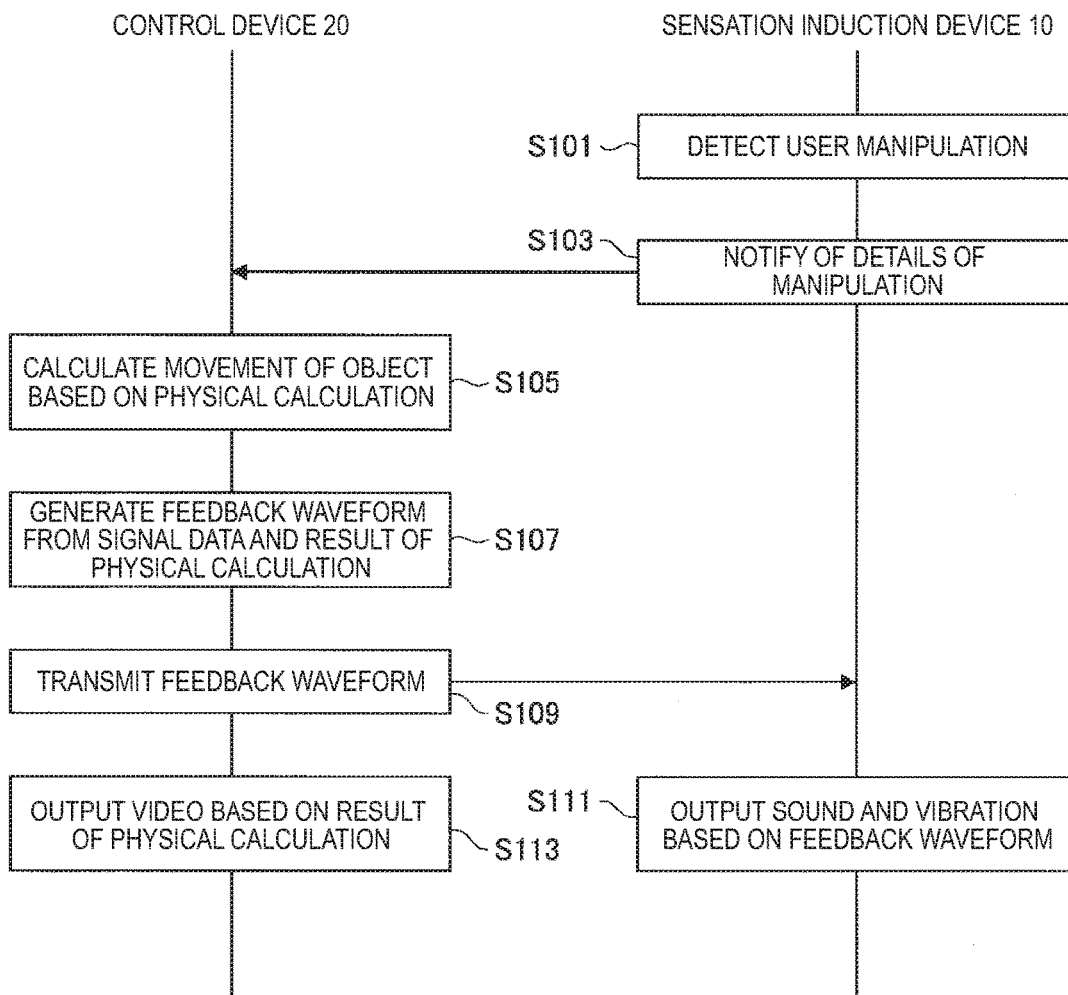 CONTROL DEVICE 20
SENSATION INDUCTION DEVICE 10
S101
DETECT USER MANIPULATION
S103
NOTIFY OF DETAILS OF
MANIPULATION
CALCULATE MOVEMENT OF OBJECT
BASED ON PHYSICAL CALCULATION
S105
GENERATE FEEDBACK WAVEFORM
FROM SIGNAL DATA AND RESULT OF
PHYSICAL CALCULATION
S107
TRANSMIT FEEDBACK WAVEFORM
S109
OUTPUT VIDEO BASED ON RESULT
OF PHYSICAL CALCULATION
S113
S111
OUTPUT SOUND AND VIBRATION
BASED ON FEEDBACK WAVEFORM